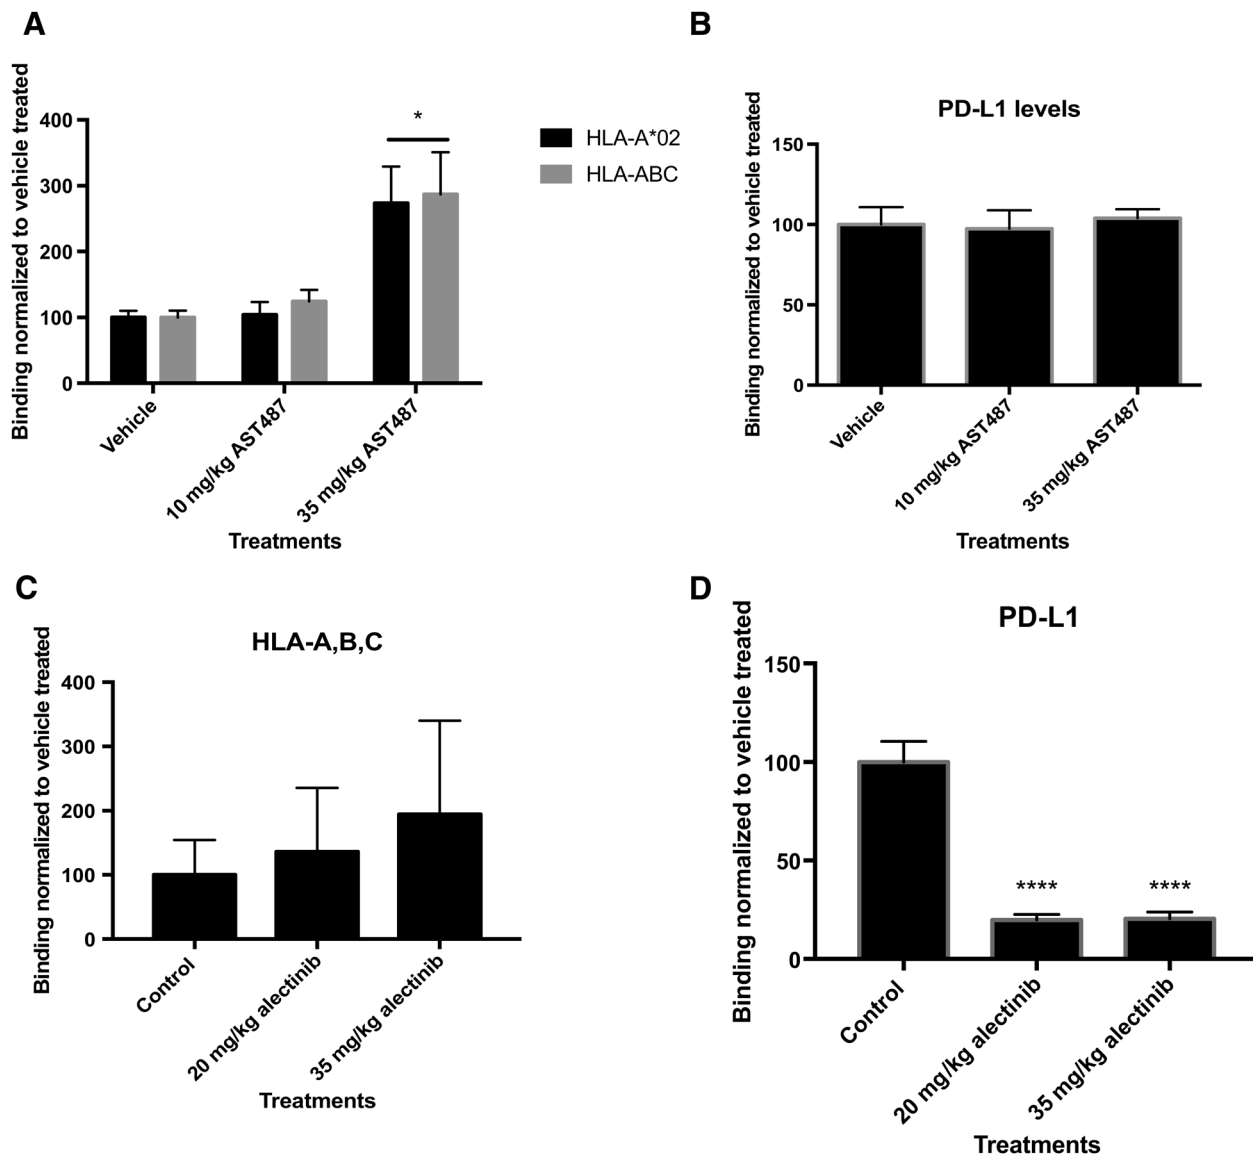 A
Binding normalized to vehicle treated
400
300
200
100
0
*
HLA-A*02
HLA-ABC
Vehicle
10 mg/kg AST487
35 mg/kg AST487
Treatments
B
PD-L1 levels
Binding normalized to vehicle treated
150
100
50
0
Vehicle
10 mg/kg AST487
35 mg/kg AST487
Treatments
C
HLA-A,B,C
Binding normalized to vehicle treated
400
300
200
100
0
Control
20 mg/kg alectinib
35 mg/kg alectinib
Treatments
D
PD-L1
Binding normalized to vehicle treated
150
100
50
0
****
****
Control
20 mg/kg alectinib
35 mg/kg alectinib
Treatments